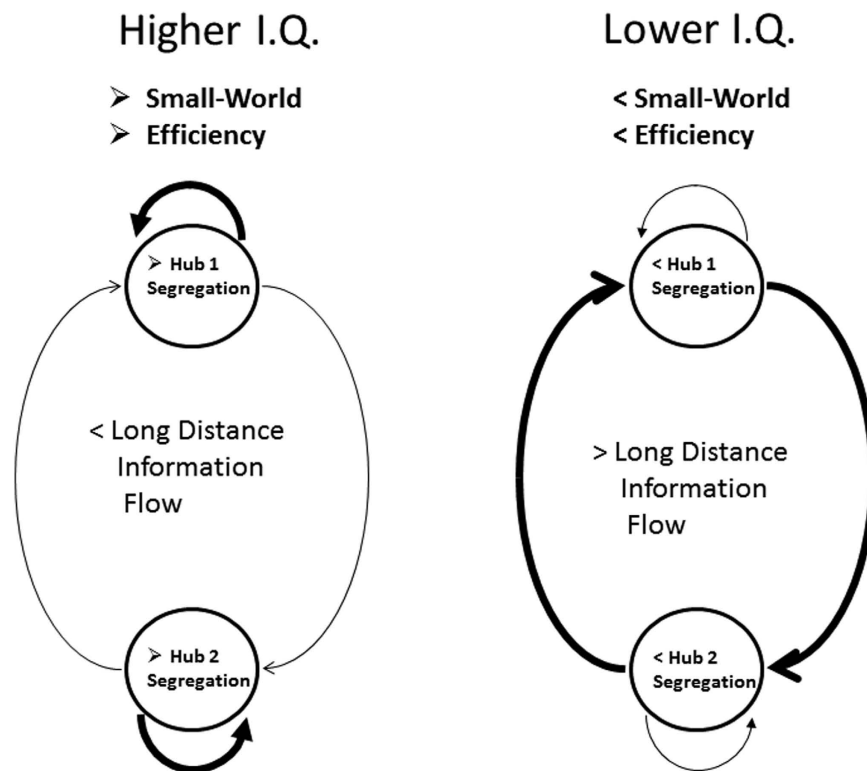 Higher I.Q.
➢ Small-World
➢ Efficiency
➢ Hub 1
Segregation
< Long Distance
Information
Flow
➢ Hub 2
Segregation
Lower I.Q.
< Small-World
< Efficiency
< Hub 1
Segregation
> Long Distance
Information
Flow
< Hub 2
Segregation